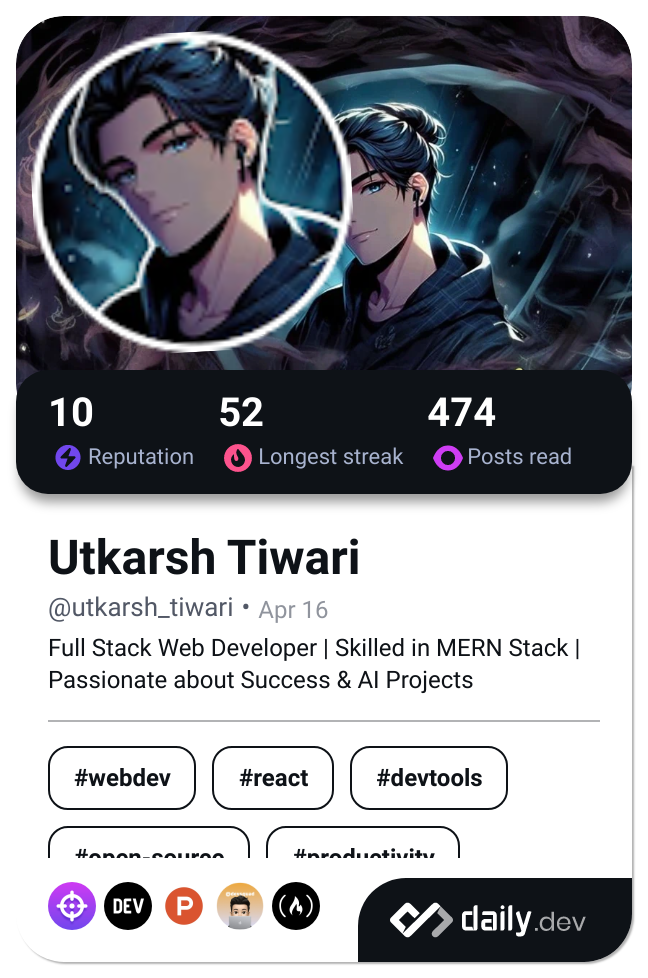 10 52 474
Reputation Longest streak Posts read
Utkarsh Tiwari
@utkarsh_tiwari • Apr 16
Full Stack Web Developer | Skilled in MERN Stack |
Passionate about Success & AI Projects
#webdev #react #devtools
#open-source #productivity
DEV P
daily.dev